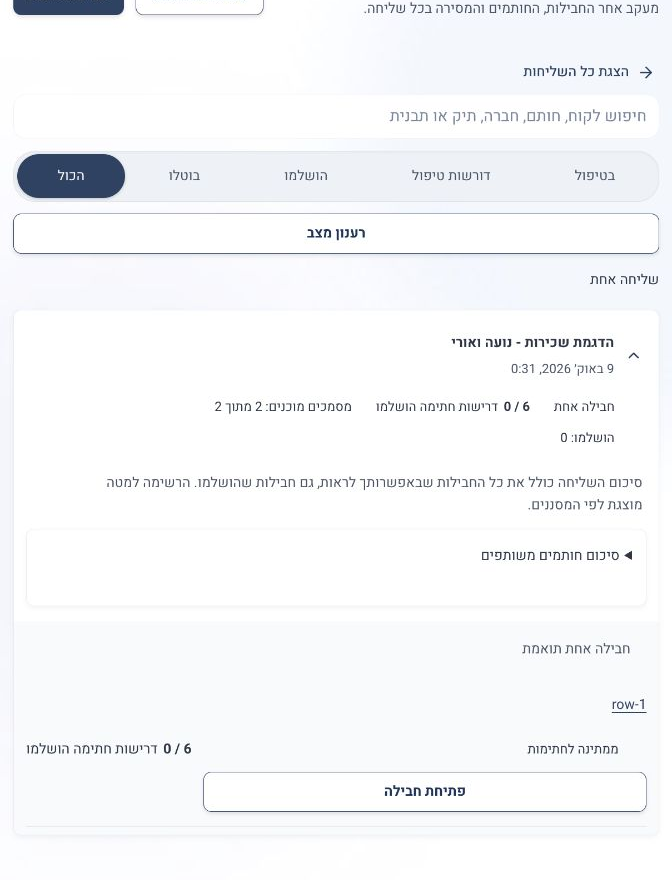 מעקב אחר החבילות, החותמים והמסירה בכל שליחה.
הצגת כל השליחות
חיפוש לקוח, חותם, חברה, תיק או תבנית
בטיפול
דורשות טיפול
הושלמו
בוטלו
הכול
רענון מצב
שליחה אחת
הדגמת שכירות - נועה ואורי
9 באוק׳ 2026, 0:31
חבילה אחת
0 / 6 דרישות חתימה הושלמו
מסמכים מוכנים: 2 מתוך 2
הושלמו: 0
סיכום השליחה כולל את כל החבילות שבאפשרותך לראות, גם חבילות שהושלמו. הרשימה למטה
מוצגת לפי המסננים.
סיכום חותמים משותפים
חבילה אחת תואמת
row-1
ממתינה לחתימות
0 / 6 דרישות חתימה הושלמו
פתיחת חבילה